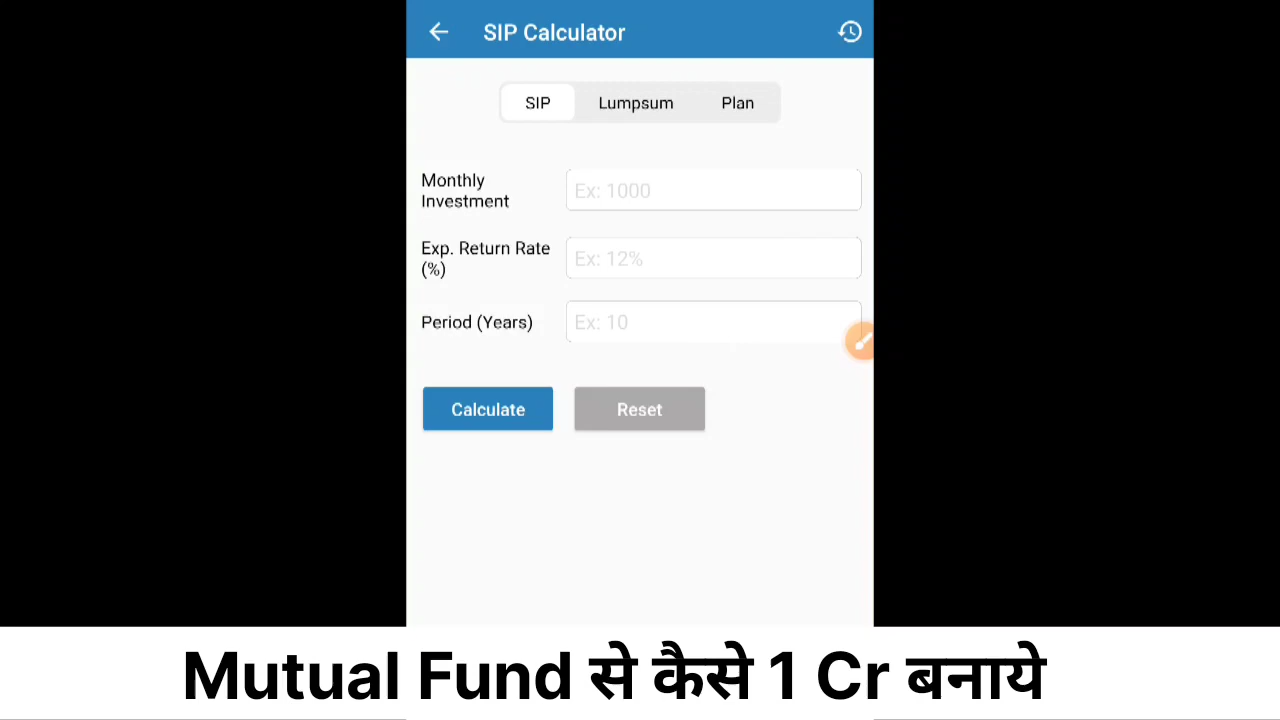 SIP Calculator
SIP Lumpsum Plan
Monthly
Investment
Ex: 1000
Exp. Return Rate
(%)
Ex: 12%
Period (Years)
Ex: 10
Calculate Reset
Mutual Fund से कैसे 1 Cr बनाये